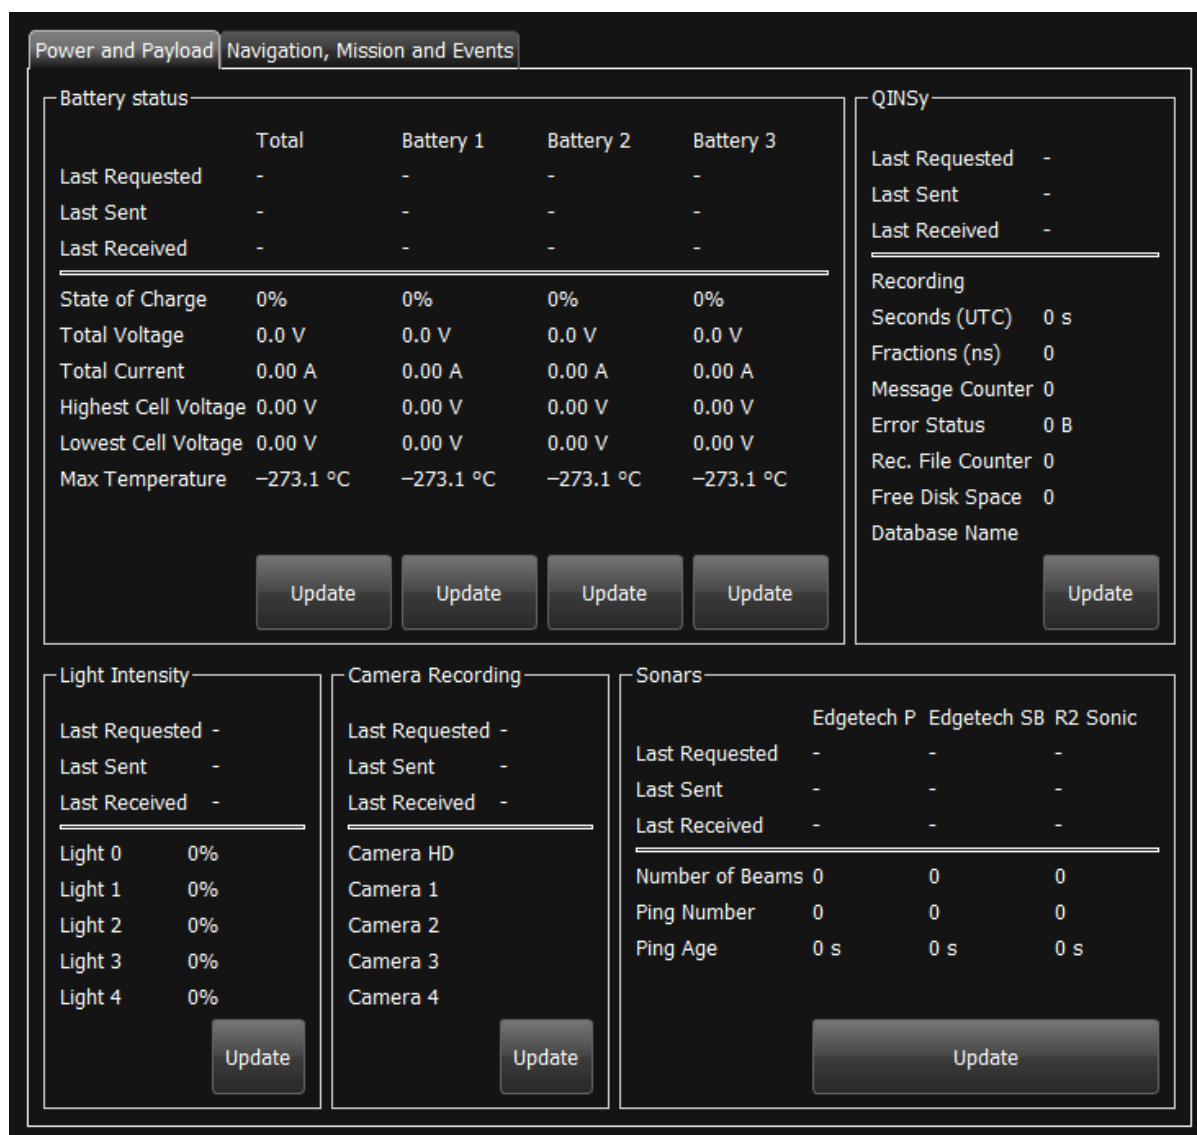 Power and Payload Navigation, Mission and Events
Battery status
Total Battery 1 Battery 2 Battery 3
Last Requested - - - -
Last Sent - - - -
Last Received - - - -
State of Charge 0% 0% 0% 0%
Total Voltage 0.0 V 0.0 V 0.0 V 0.0 V
Total Current 0.00 A 0.00 A 0.00 A 0.00 A
Highest Cell Voltage 0.00 V 0.00 V 0.00 V 0.00 V
Lowest Cell Voltage 0.00 V 0.00 V 0.00 V 0.00 V
Max Temperature −273.1 ºC −273.1 ºC −273.1 ºC −273.1 ºC
Update Update Update Update
QINSy
Last Requested -
Last Sent -
Last Received -
Recording
Seconds (UTC) 0 s
Fractions (ns) 0
Message Counter 0
Error Status 0 B
Rec. File Counter 0
Free Disk Space 0
Database Name
Update
Light Intensity
Last Requested -
Last Sent -
Last Received -
Light 0 0%
Light 1 0%
Light 2 0%
Light 3 0%
Light 4 0%
Update
Camera Recording
Last Requested -
Last Sent -
Last Received -
Camera HD
Camera 1
Camera 2
Camera 3
Camera 4
Update
Sonars
Edgetech P Edgetech SB R2 Sonic
Last Requested - - -
Last Sent - - -
Last Received - - -
Number of Beams 0 0 0
Ping Number 0 0 0
Ping Age 0 s 0 s 0 s
Update